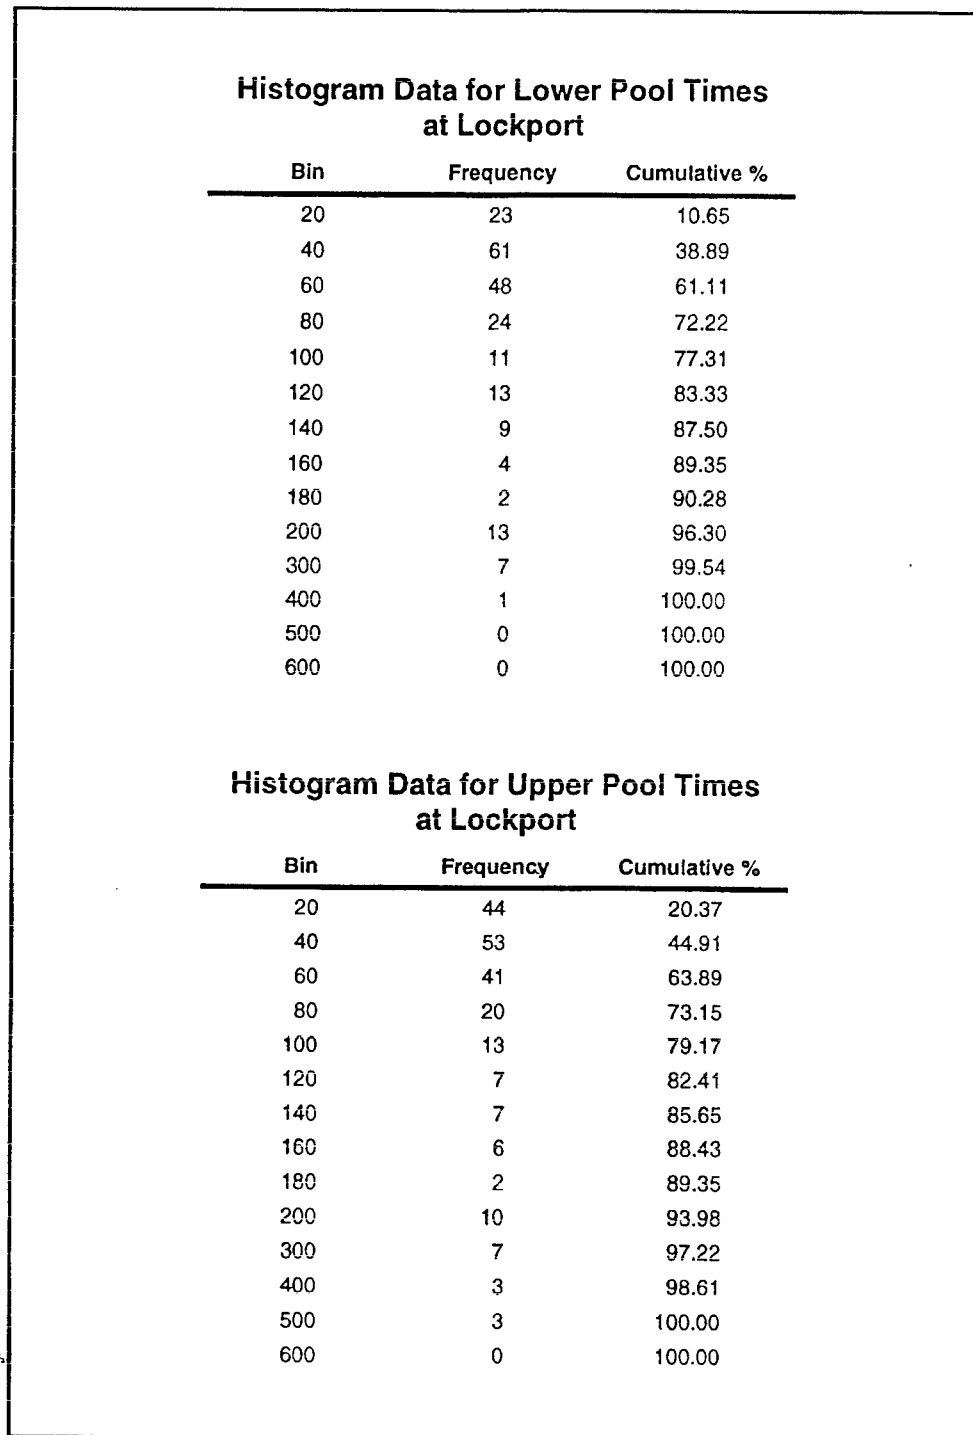 Histogram Data for Lower Pool Times
at Lockport
Bin Frequency Cumulative %
20 23 10.65
40 61 38.89
60 48 61.11
80 24 72.22
100 11 77.31
120 13 83.33
140 9 87.50
160 4 89.35
180 2 90.28
200 13 96.30
300 7 99.54
400 1 100.00
500 0 100.00
600 0 100.00
Histogram Data for Upper Pool Times
at Lockport
Bin Frequency Cumulative %
20 44 20.37
40 53 44.91
60 41 63.89
80 20 73.15
100 13 79.17
120 7 82.41
140 7 85.65
160 6 88.43
180 2 89.35
200 10 93.98
300 7 97.22
400 3 98.61
500 3 100.00
600 0 100.00